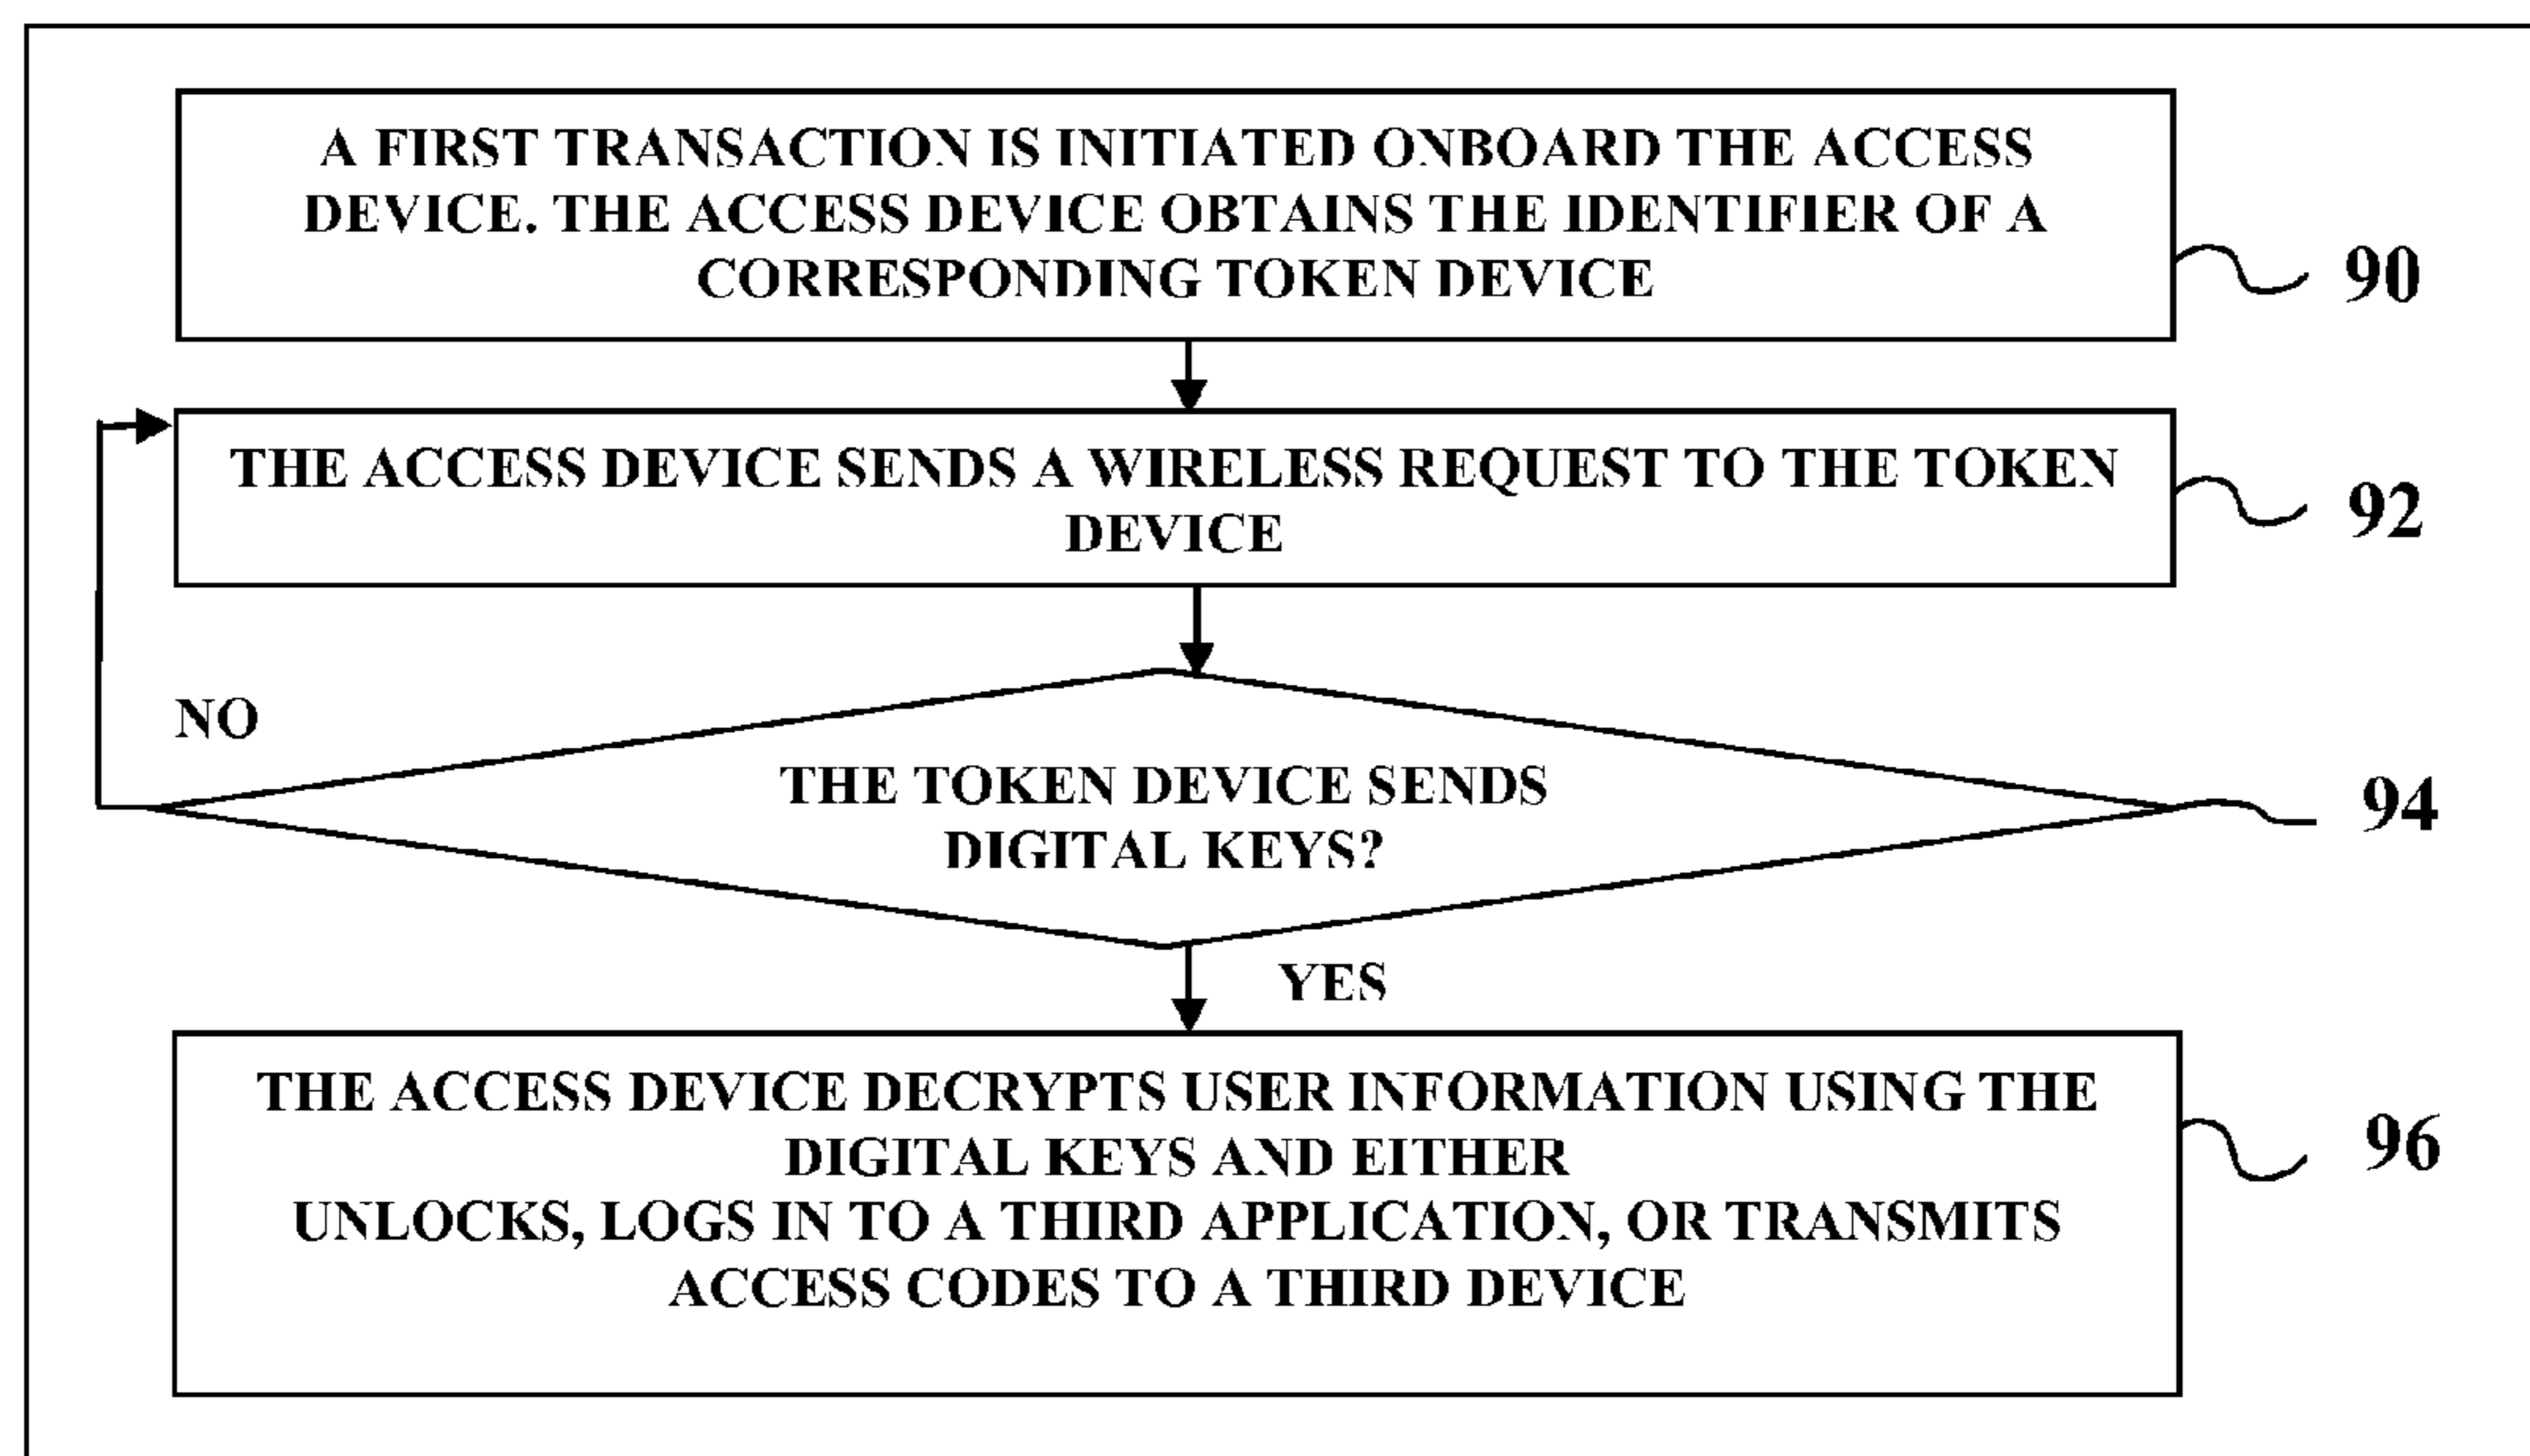 A FIRST TRANSACTION IS INITIATED ONBOARD THE ACCESS
DEVICE. THE ACCESS DEVICE OBTAINS THE IDENTIFIER OF A
CORRESPONDING TOKEN DEVICE
90
THE ACCESS DEVICE SENDS A WIRELESS REQUEST TO THE TOKEN
DEVICE
92
NO
THE TOKEN DEVICE SENDS
DIGITAL KEYS?
94
YES
THE ACCESS DEVICE DECRYPTS USER INFORMATION USING THE
DIGITAL KEYS AND EITHER
UNLOCKS, LOGS IN TO A THIRD APPLICATION, OR TRANSMITS
ACCESS CODES TO A THIRD DEVICE
96